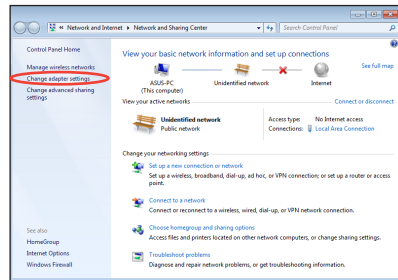 Network and Internet ▸ Network and Sharing Center
Search Control Panel
Control Panel Home
Manage wireless networks
Change adapter settings
Change advanced sharing
settings
See also
HomeGroup
Internet Options
Windows Firewall
View your basic network information and set up connections
See full map
ASUS-PC
(This computer)
Unidentified network
Internet
View your active networks
Connect or disconnect
Unidentified network
Public network
Access type: No Internet access
Connections: Local Area Connection
Change your networking settings
Set up a new connection or network
Set up a wireless, broadband, dial-up, ad hoc, or VPN connection; or set up a router or access
point.
Connect to a network
Connect or reconnect to a wireless, wired, dial-up, or VPN network connection.
Choose homegroup and sharing options
Access files and printers located on other network computers, or change sharing settings.
Troubleshoot problems
Diagnose and repair network problems, or get troubleshooting information.